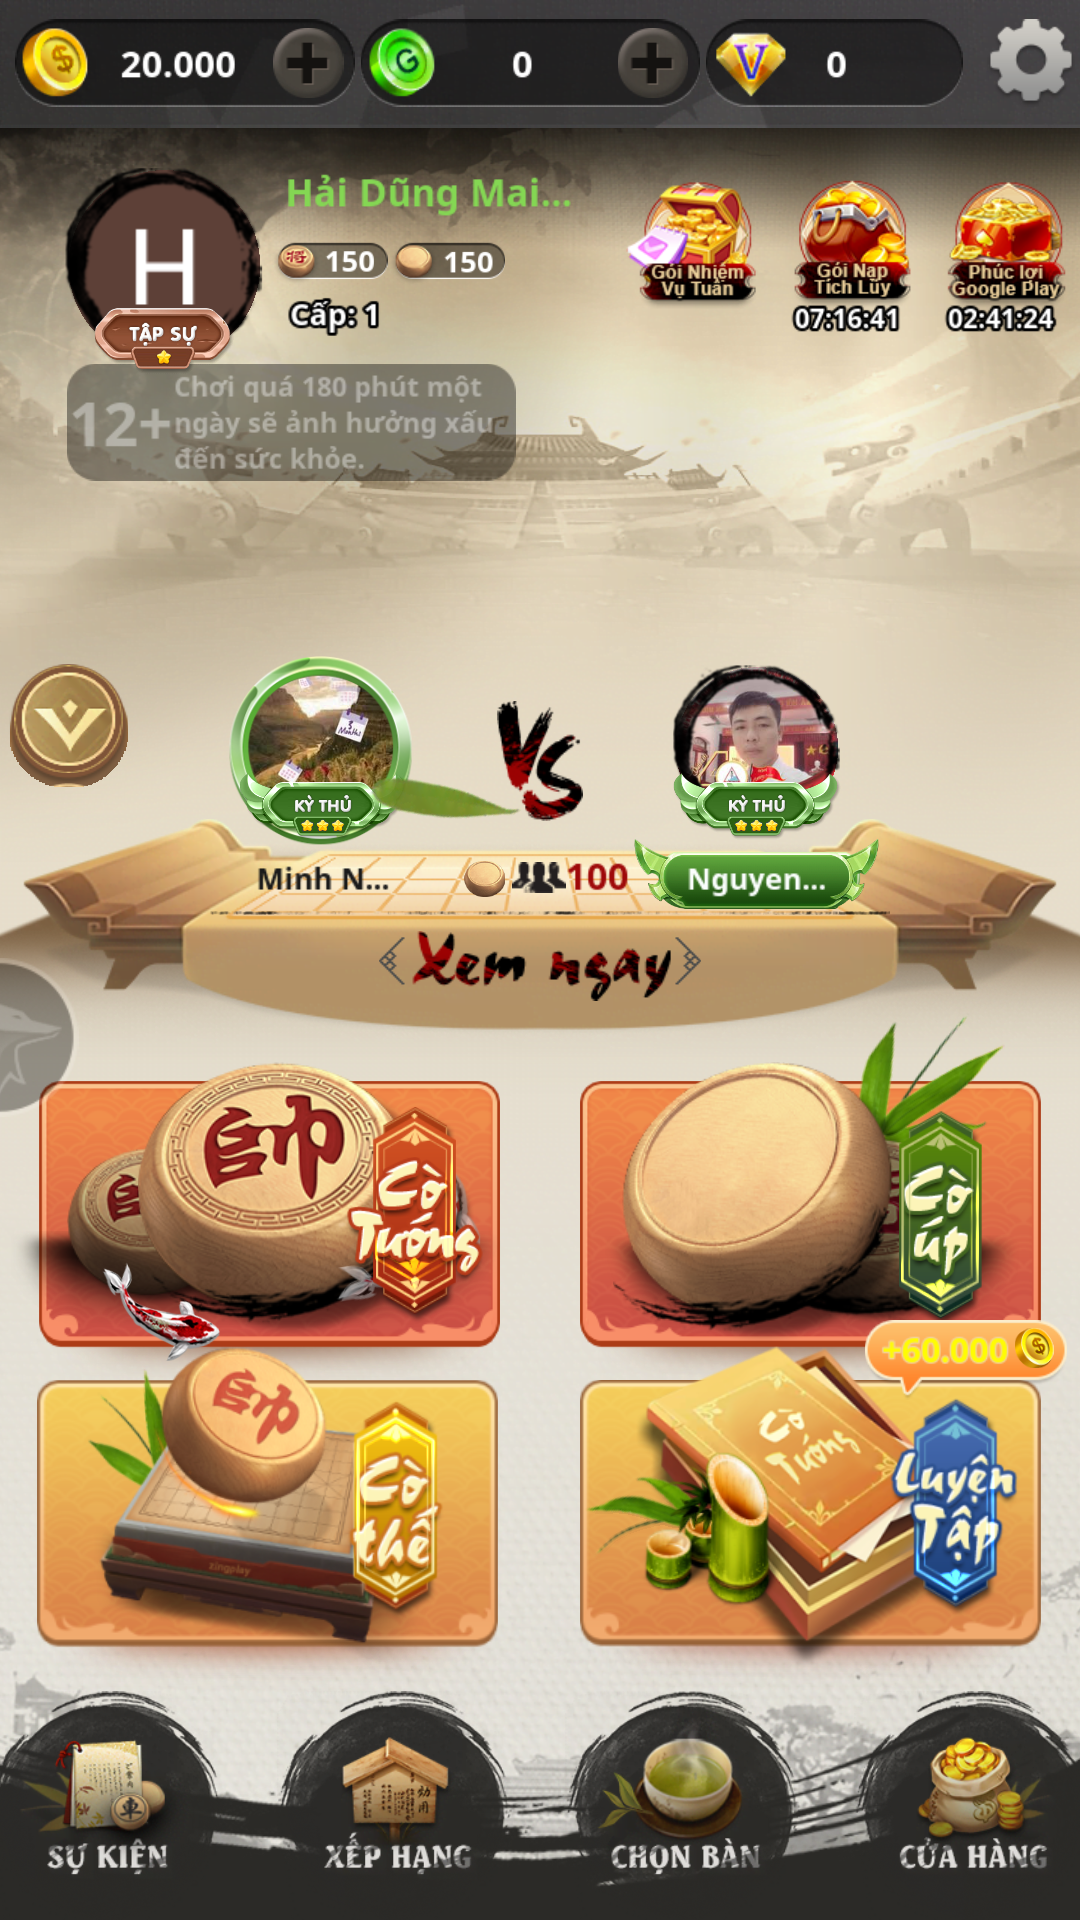 20.000
0
V
0
H
TẬP SỰ
Hải Dũng Mai...
150
150
Cấp: 1
Gói Nhiệm
Vụ Tuần
Gói Nạp
Tích Lũy
07:16:41
Phúc lợi
Google Play
02:41:24
12+
Chơi quá 180 phút một
ngày sẽ ảnh hưởng xấu
đến sức khỏe.
KỲ THỦ
VS
KỲ THỦ
Minh N...
100
Nguyen...
Xem ngay
帥
Cờ
Tướng
Cờ
úp
+60.000
帥
zingplay
Cờ
thế
Cờ
Tướng
Luyện
Tập
SỰ KIỆN
XẾP HẠNG
CHỌN BÀN
CỬA HÀNG